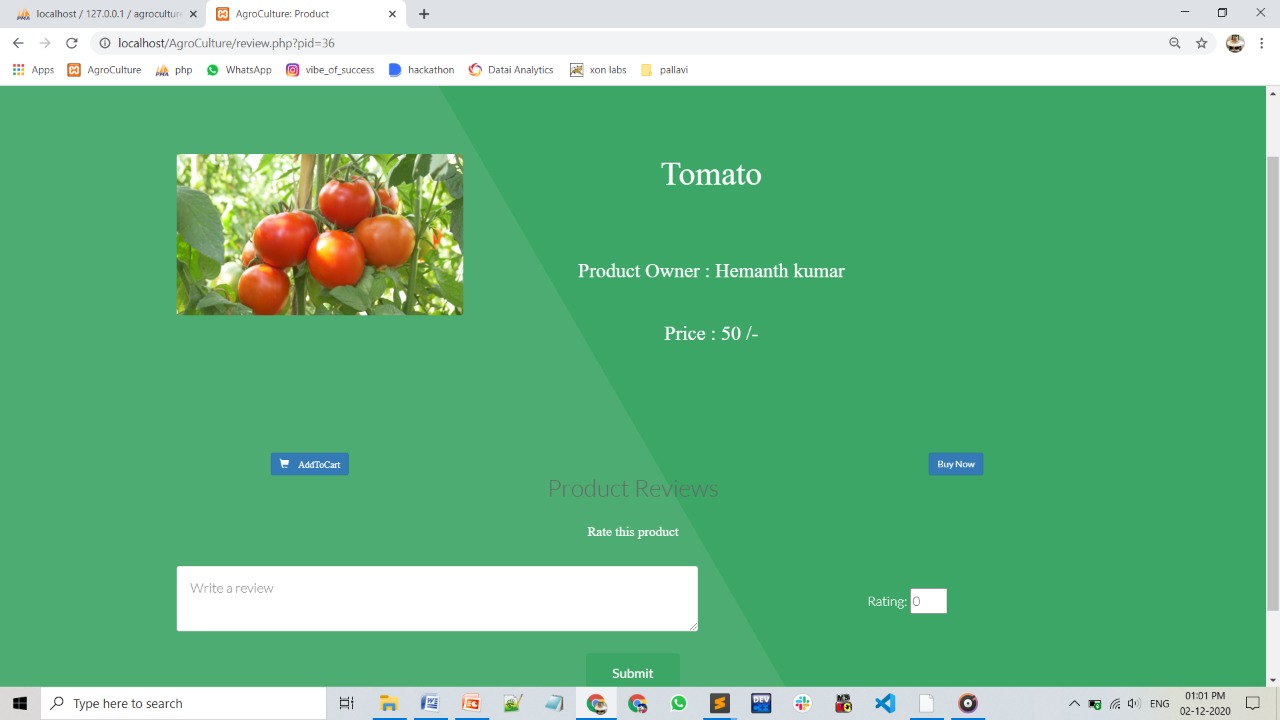 localhost / 127.0.0.1 / agricultur
AgroCulture: Product
localhost/AgroCulture/review.php?pid=36
Apps
AgroCulture
php
WhatsApp
vibe_of_success
hackathon
Datai Analytics
xon labs
pallavi
Tomato
Product Owner : Hemanth kumar
Price : 50 /-
AddToCart
Buy Now
Product Reviews
Rate this product
Write a review
Rating: 0
Submit
Type here to search
01:01 PM
02-12-2020